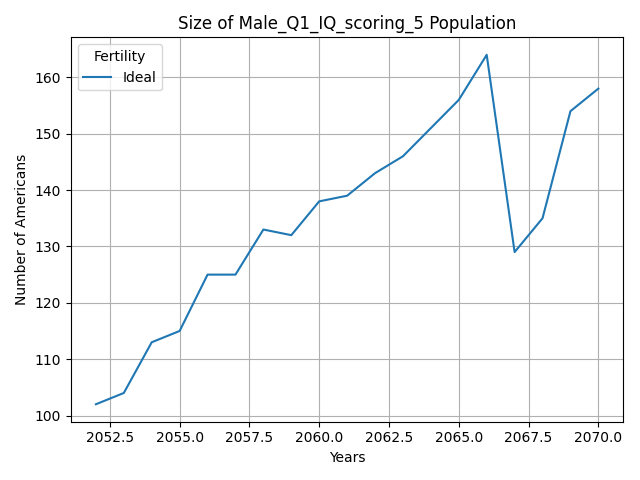 Size of Male_Q1_IQ_scoring_5 Population
Fertility
Ideal
Number of Americans
160
150
140
130
120
110
100
2052.5 2055.0 2057.5 2060.0 2062.5 2065.0 2067.5 2070.0
Years